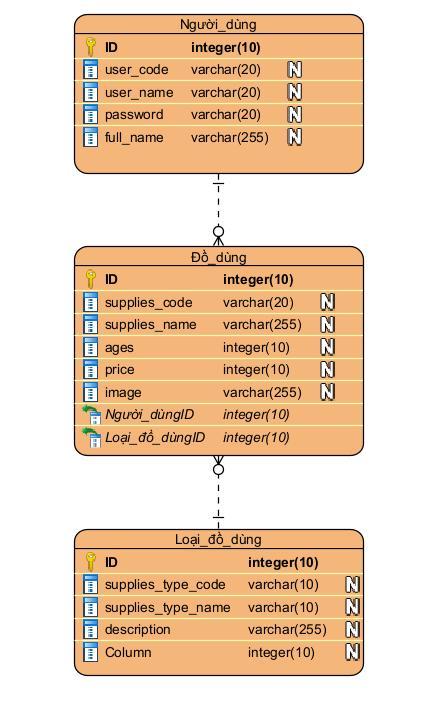 Người_dùng
ID integer(10)
user_code varchar(20) N
user_name varchar(20) N
password varchar(20) N
full_name varchar(255) N
Đồ_dùng
ID integer(10)
supplies_code varchar(20) N
supplies_name varchar(255) N
ages integer(10) N
price integer(10) N
image varchar(255) N
Người_dùngID integer(10)
Loại_đồ_dùngID integer(10)
Loại_đồ_dùng
ID integer(10)
supplies_type_code varchar(10) N
supplies_type_name varchar(10) N
description varchar(255) N
Column integer(10) N